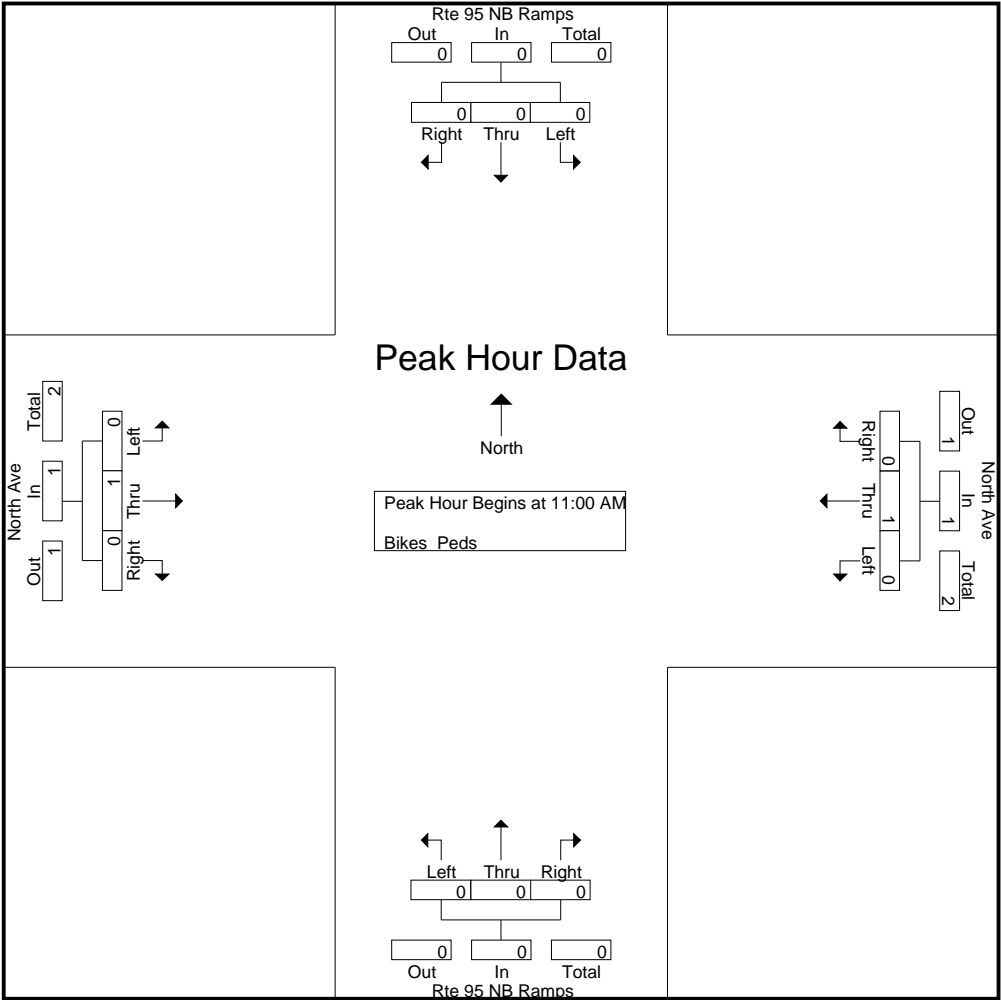 Rte 95 NB Ramps
Out In Total
0 0 0
0 0 0
Right Thru Left
Peak Hour Data
North
Peak Hour Begins at 11:00 AM
Bikes Peds
North Ave
Total In Out
2 1 1
0 1 0
Left Thru Right
Right Thru Left
0 1 0
1 1 2
Out In Total
North Ave
Left Thru Right
0 0 0
0 0 0
Out In Total
Rte 95 NB Ramps